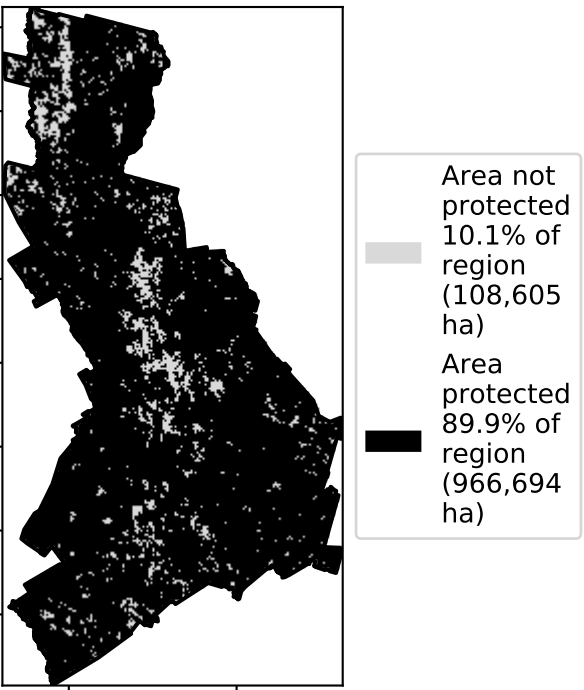 Area not
protected
10.1% of
region
(108,605
ha)
Area
protected
89.9% of
region
(966,694
ha)